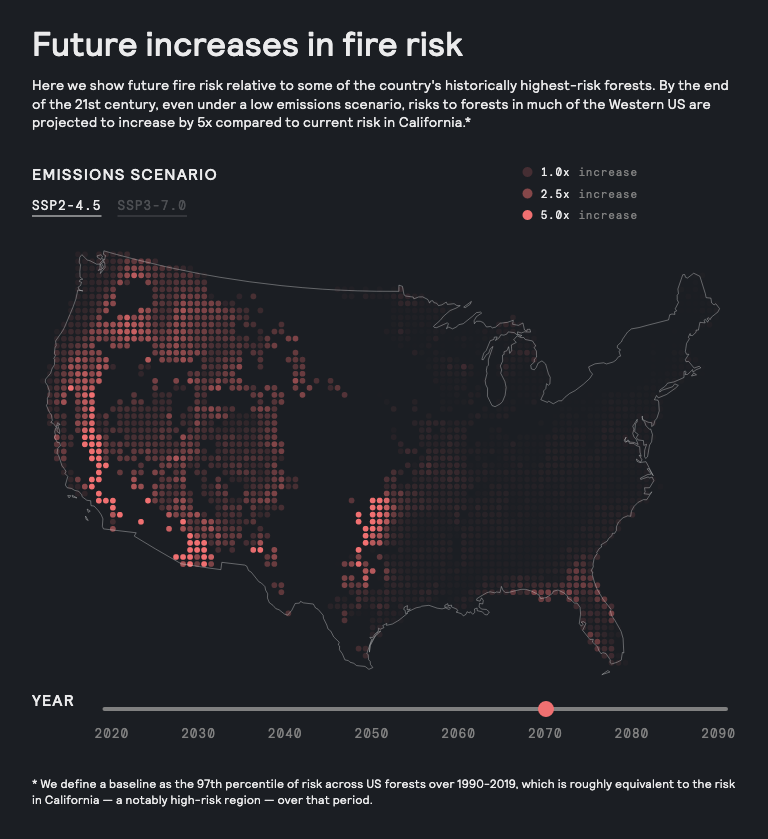 Future increases in fire risk
Here we show future fire risk relative to some of the country's historically highest-risk forests. By the end
of the 21st century, even under a low emissions scenario, risks to forests in much of the Western US are
projected to increase by 5x compared to current risk in California.*
EMISSIONS SCENARIO
SSP2-4.5 SSP3-7.0
1.0x increase
2.5x increase
5.0x increase
YEAR
2020 2030 2040 2050 2060 2070 2080 2090
* We define a baseline as the 97th percentile of risk across US forests over 1990-2019, which is roughly equivalent to the risk
in California — a notably high-risk region — over that period.